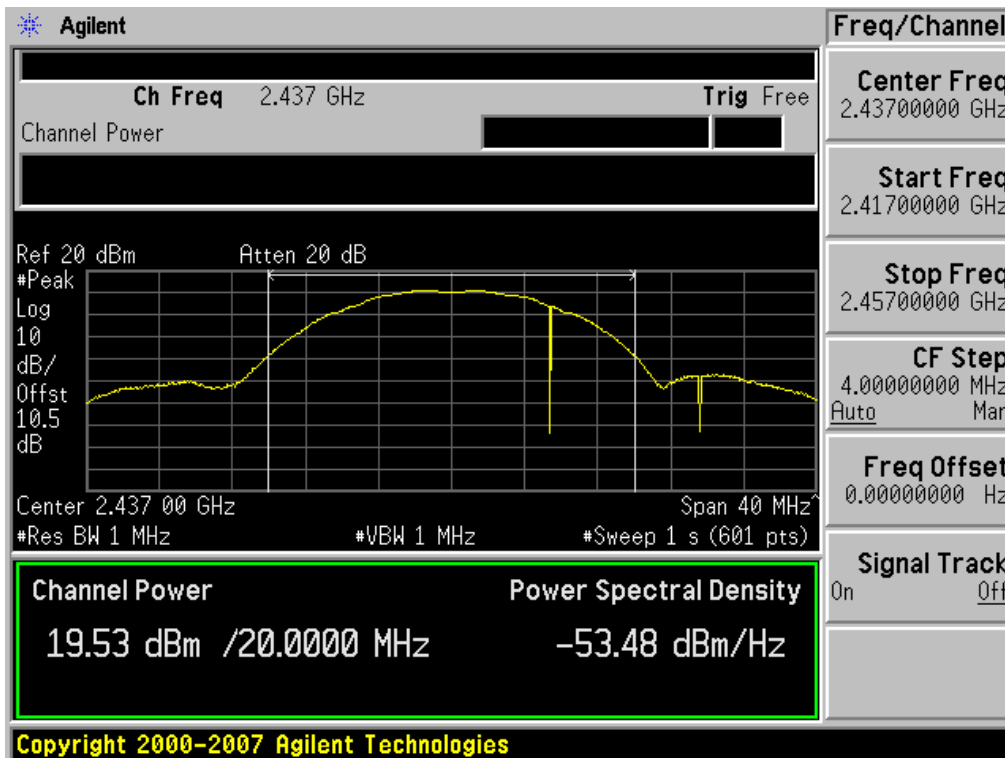 Agilent
Freq/Channel
Ch Freq 2.437 GHz Trig Free
Channel Power
Center Freq
2.43700000 GHz
Start Freq
2.41700000 GHz
Stop Freq
2.45700000 GHz
CF Step
4.00000000 MHz
Auto Man
Freq Offset
0.00000000 Hz
Signal Track
On Off
Ref 20 dBm Atten 20 dB
#Peak
Log
10
dB/
Offst
10.5
dB
Center 2.437 00 GHz Span 40 MHz^
#Res BW 1 MHz #VBW 1 MHz #Sweep 1 s (601 pts)
Channel Power Power Spectral Density
19.53 dBm /20.0000 MHz -53.48 dBm/Hz
Copyright 2000-2007 Agilent Technologies